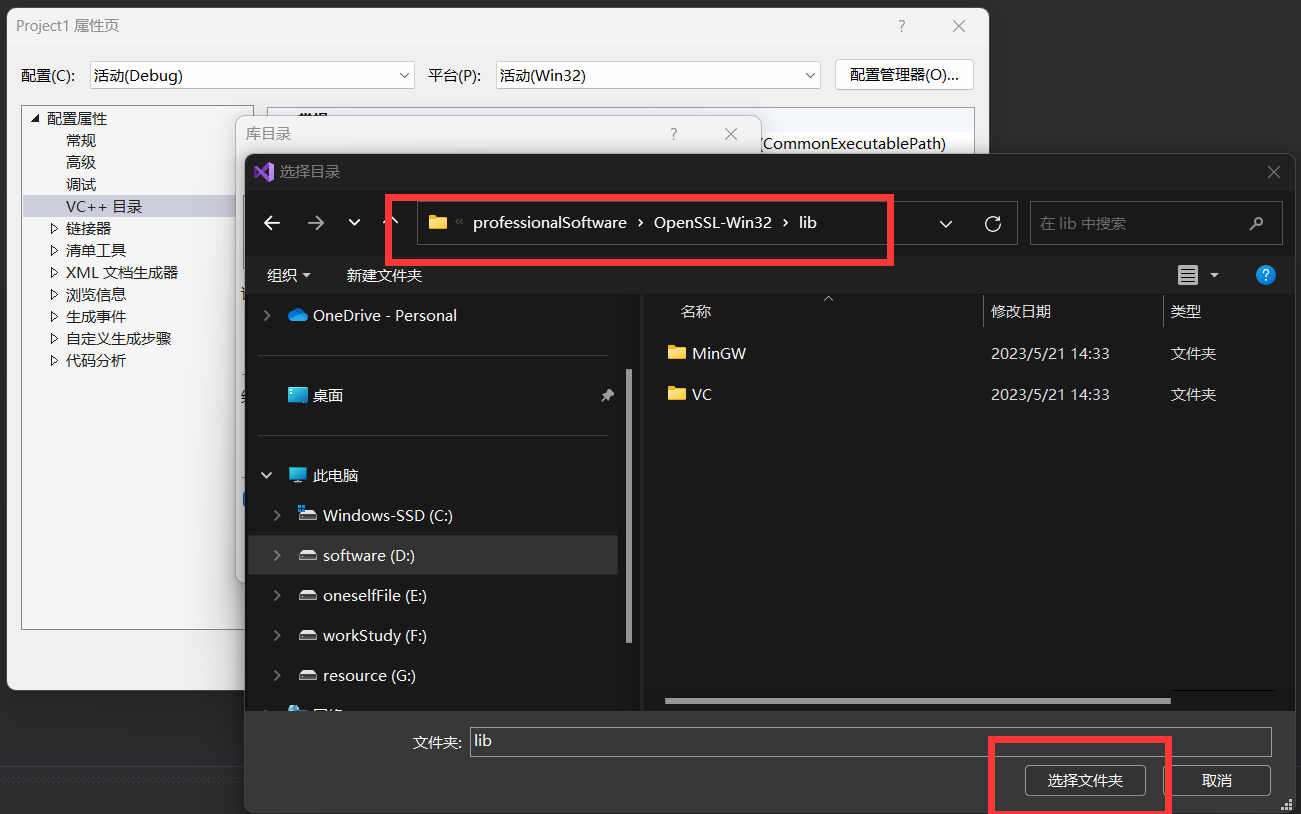 Project1 属性页
?
配置(C): 活动(Debug) 平台(P): 活动(Win32) 配置管理器(O)...
配置属性
常规
高级
调试
VC++ 目录
链接器
清单工具
XML 文档生成器
浏览信息
生成事件
自定义生成步骤
代码分析
常规
(CommonExecutablePath)
库目录
?
选择目录
« professionalSoftware › OpenSSL-Win32 › lib
在 lib 中搜索
组织 新建文件夹
?
OneDrive - Personal
桌面
此电脑
Windows-SSD (C:)
software (D:)
oneselfFile (E:)
workStudy (F:)
resource (G:)
名称 修改日期 类型
MinGW 2023/5/21 14:33 文件夹
VC 2023/5/21 14:33 文件夹
文件夹: lib
选择文件夹 取消